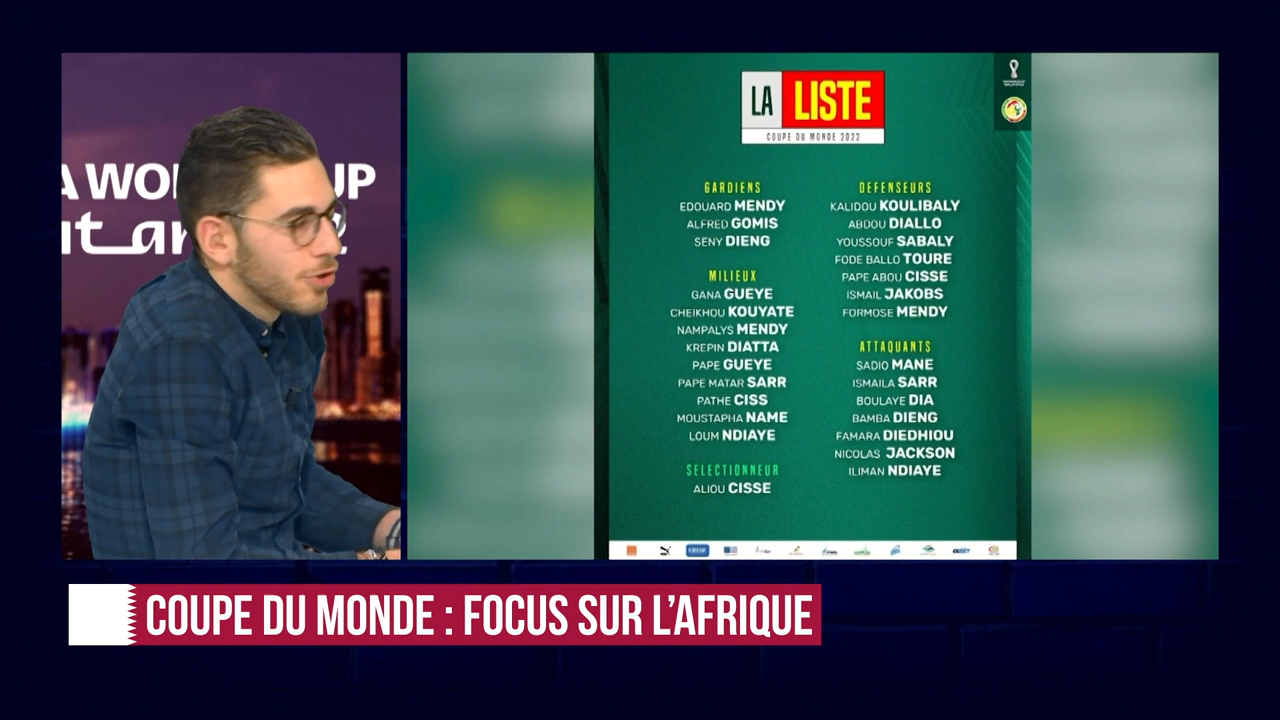 A WOR UP
LA LISTE
COUPE DU MONDE 2022
GARDIENS
EDOUARD MENDY
ALFRED GOMIS
SENY DIENG
MILIEUX
GANA GUEYE
CHEIKHOU KOUYATE
NAMPALYS MENDY
KREPIN DIATTA
PAPE GUEYE
PAPE MATAR SARR
PATHE CISS
MOUSTAPHA NAME
LOUM NDIAYE
SELECTIONNEUR
ALIOU CISSE
DEFENSEURS
KALIDOU KOULIBALY
ABDOU DIALLO
YOUSSOUF SABALY
FODE BALLO TOURE
PAPE ABOU CISSE
ISMAIL JAKOBS
FORMOSE MENDY
ATTAQUANTS
SADIO MANE
ISMAILA SARR
BOULAYE DIA
BAMBA DIENG
FAMARA DIEDHIOU
NICOLAS JACKSON
ILIMAN NDIAYE
1XBET
COUPE DU MONDE : FOCUS SUR L'AFRIQUE